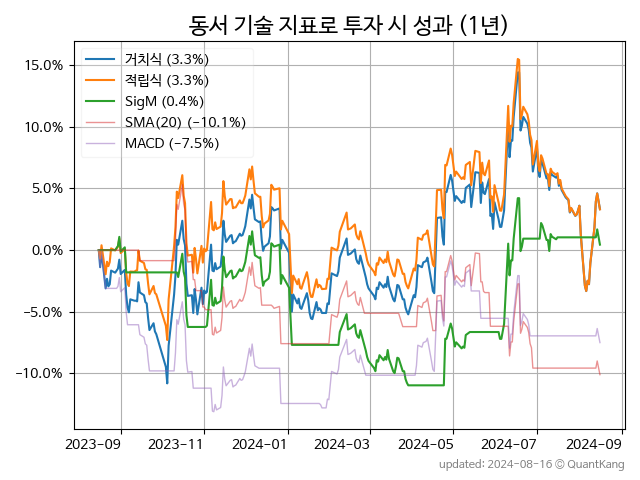 동서 기술 지표로 투자 시 성과 (1년)
거치식 (3.3%)
적립식 (3.3%)
SigM (0.4%)
SMA(20) (−10.1%)
MACD (−7.5%)
15.0%
10.0%
5.0%
0.0%
−5.0%
−10.0%
2023-09 2023-11 2024-01 2024-03 2024-05 2024-07 2024-09
updated: 2024-08-16 © QuantKang